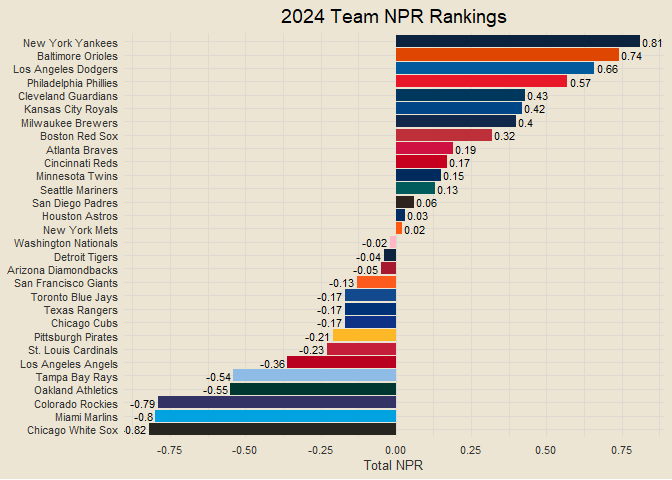 2024 Team NPR Rankings
New York Yankees 0.81
Baltimore Orioles 0.74
Los Angeles Dodgers 0.66
Philadelphia Phillies 0.57
Cleveland Guardians 0.43
Kansas City Royals 0.42
Milwaukee Brewers 0.4
Boston Red Sox 0.32
Atlanta Braves 0.19
Cincinnati Reds 0.17
Minnesota Twins 0.15
Seattle Mariners 0.13
San Diego Padres 0.06
Houston Astros 0.03
New York Mets 0.02
Washington Nationals -0.02
Detroit Tigers -0.04
Arizona Diamondbacks -0.05
San Francisco Giants -0.13
Toronto Blue Jays -0.17
Texas Rangers -0.17
Chicago Cubs -0.17
Pittsburgh Pirates -0.21
St. Louis Cardinals -0.23
Los Angeles Angels -0.36
Tampa Bay Rays -0.54
Oakland Athletics -0.55
Colorado Rockies -0.79
Miami Marlins -0.8
Chicago White Sox -0.82
-0.75 -0.50 -0.25 0.00 0.25 0.50 0.75
Total NPR